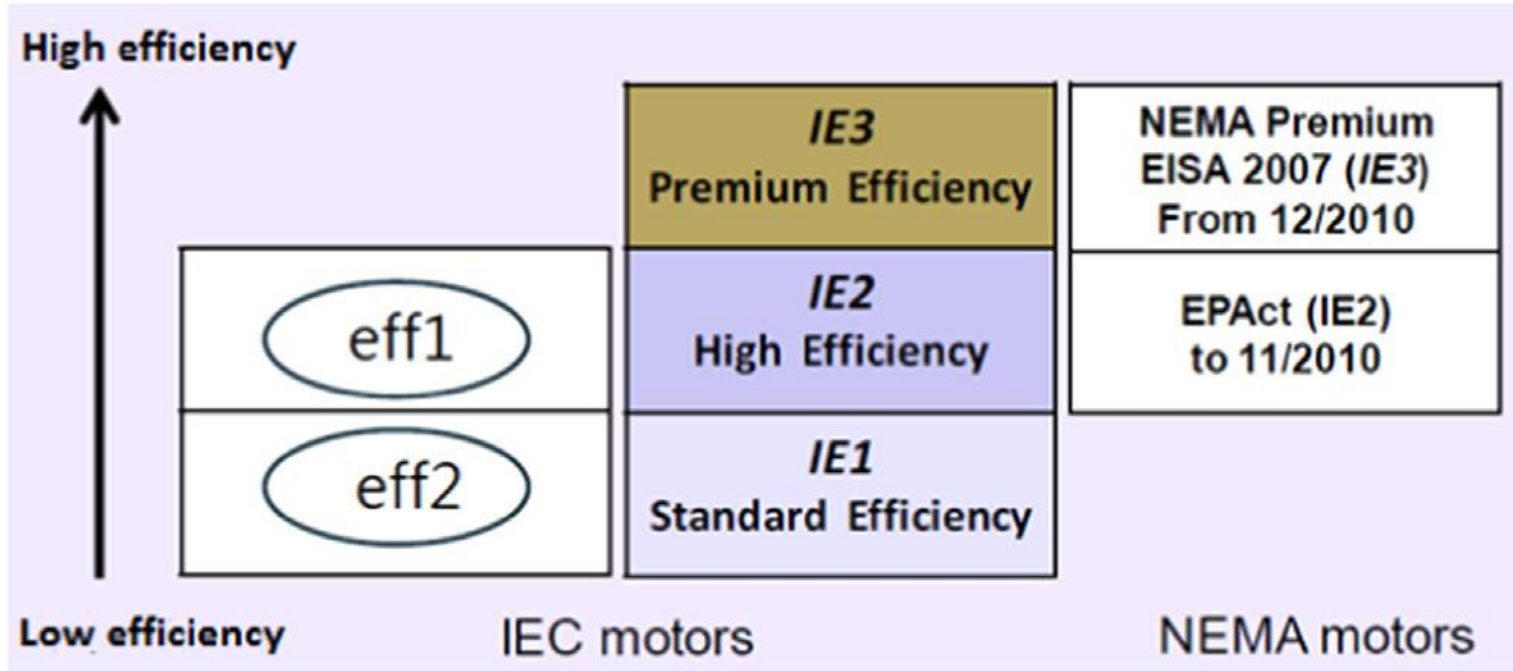 High efficiency
IE3
Premium Efficiency
NEMA Premium
EISA 2007 (IE3)
From 12/2010
eff1
IE2
High Efficiency
EPAct (IE2)
to 11/2010
eff2
IE1
Standard Efficiency
Low efficiency
IEC motors
NEMA motors